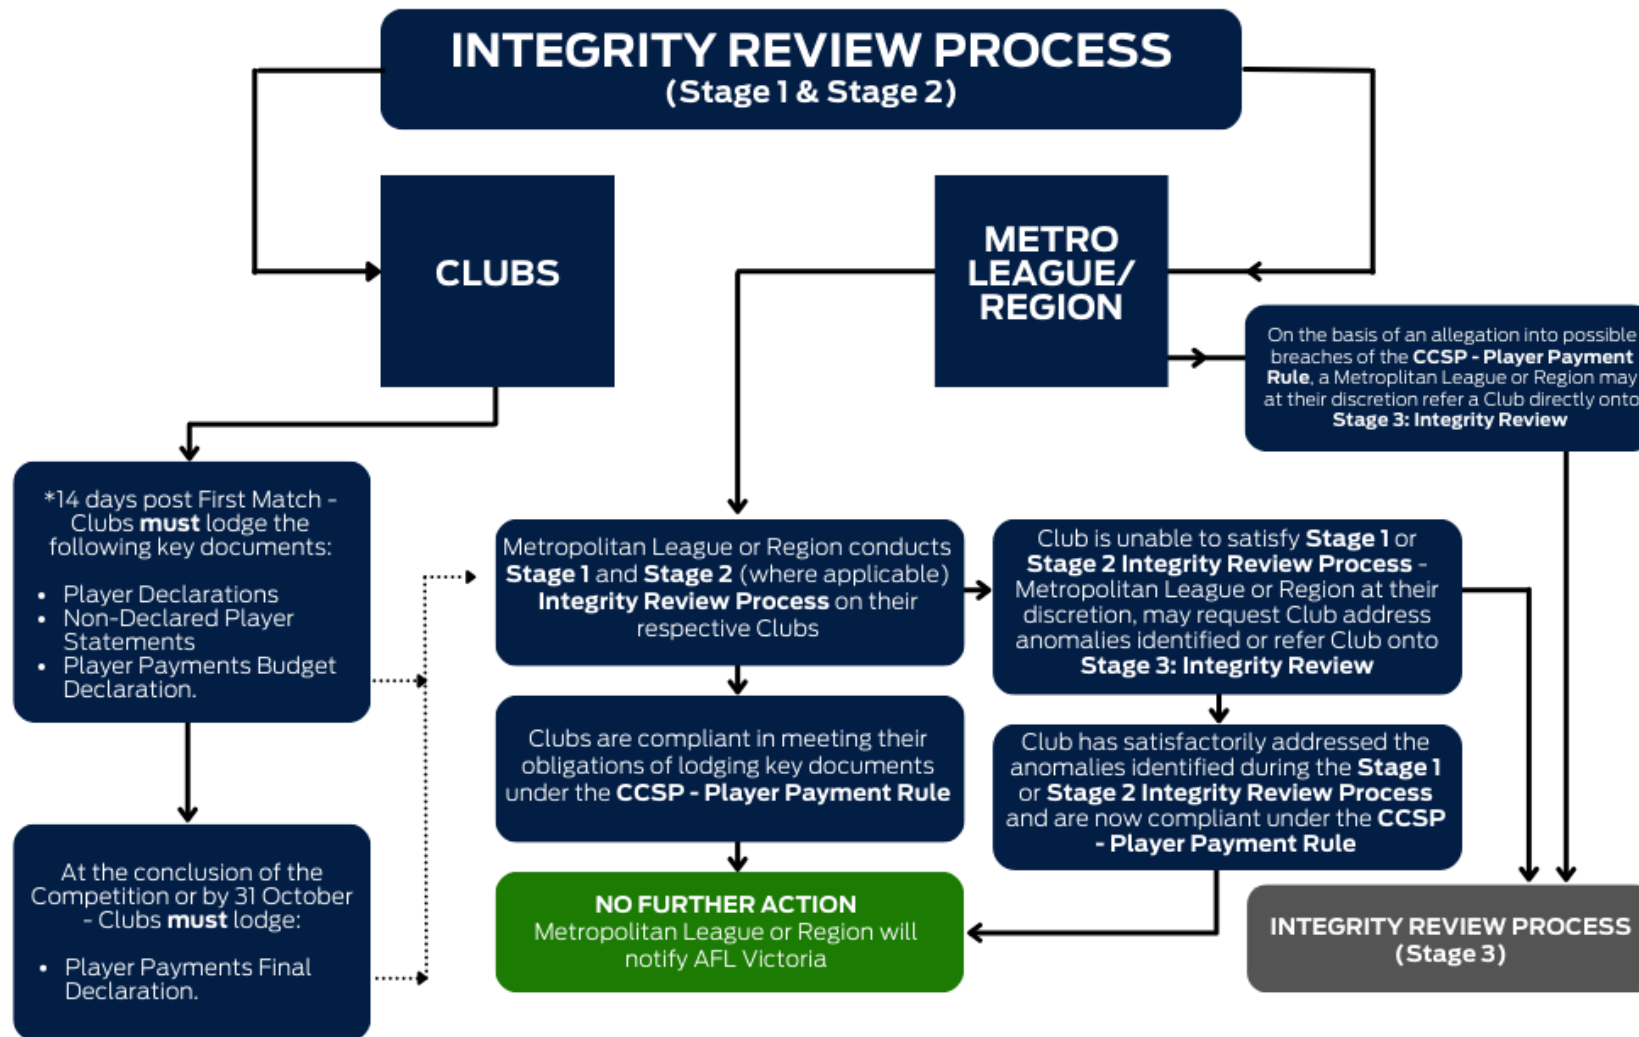 INTEGRITY REVIEW PROCESS
(Stage 1 & Stage 2)
CLUBS
METRO
LEAGUE/
REGION
On the basis of an allegation into possible
breaches of the CCSP - Player Payment
Rule, a Metroplitan League or Region may
at their discretion refer a Club directly onto
Stage 3: Integrity Review
*14 days post First Match -
Clubs must lodge the
following key documents:
• Player Declarations
• Non-Declared Player
Statements
• Player Payments Budget
Declaration.
Metropolitan League or Region conducts
Stage 1 and Stage 2 (where applicable)
Integrity Review Process on their
respective Clubs
Club is unable to satisfy Stage 1 or
Stage 2 Integrity Review Process -
Metropolitan League or Region at their
discretion, may request Club address
anomalies identified or refer Club onto
Stage 3: Integrity Review
Clubs are compliant in meeting their
obligations of lodging key documents
under the CCSP - Player Payment Rule
Club has satisfactorily addressed the
anomalies identified during the Stage 1
or Stage 2 Integrity Review Process
and are now compliant under the CCSP
- Player Payment Rule
At the conclusion of the
Competition or by 31 October
- Clubs must lodge:
• Player Payments Final
Declaration.
NO FURTHER ACTION
Metropolitan League or Region will
notify AFL Victoria
INTEGRITY REVIEW PROCESS
(Stage 3)